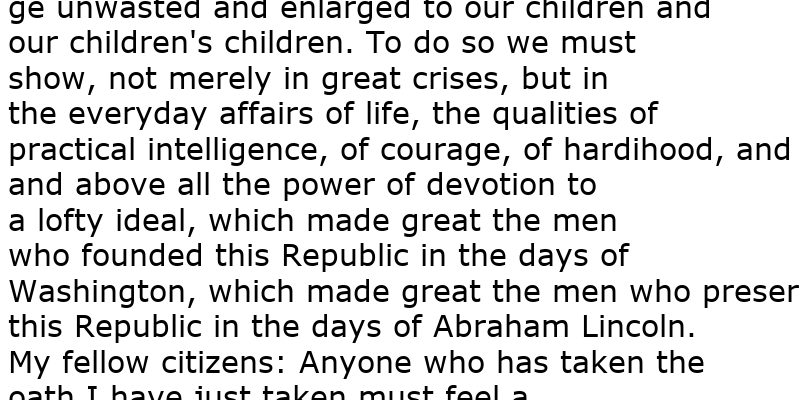 ge unwasted and enlarged to our children and
our children's children. To do so we must
show, not merely in great crises, but in
the everyday affairs of life, the qualities of
practical intelligence, of courage, of hardihood, and
and above all the power of devotion to
a lofty ideal, which made great the men
who founded this Republic in the days of
Washington, which made great the men who preser
this Republic in the days of Abraham Lincoln.
My fellow citizens: Anyone who has taken the
oath I have just taken must feel a